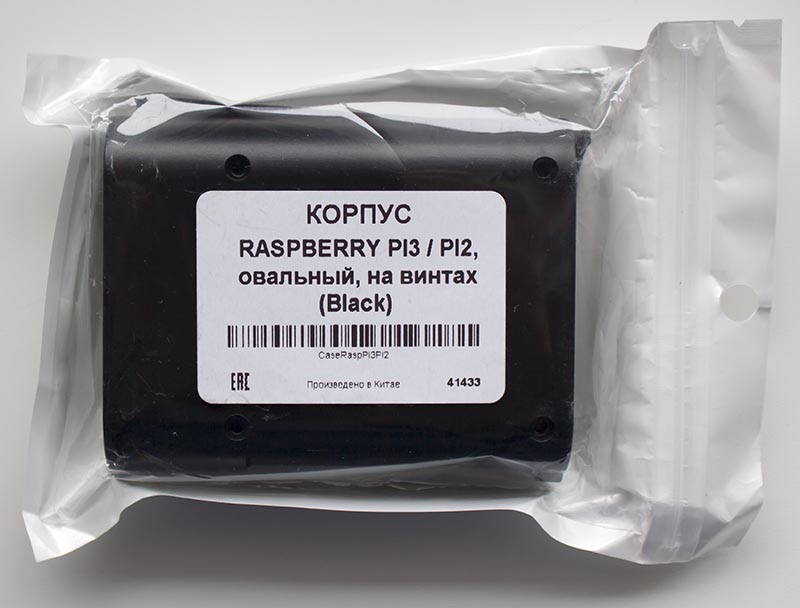 КОРПУС
RASPBERRY PI3 / PI2,
овальный, на винтах
(Black)
CaseRaspPi3Pi2
EAC
Произведено в Китае
41433